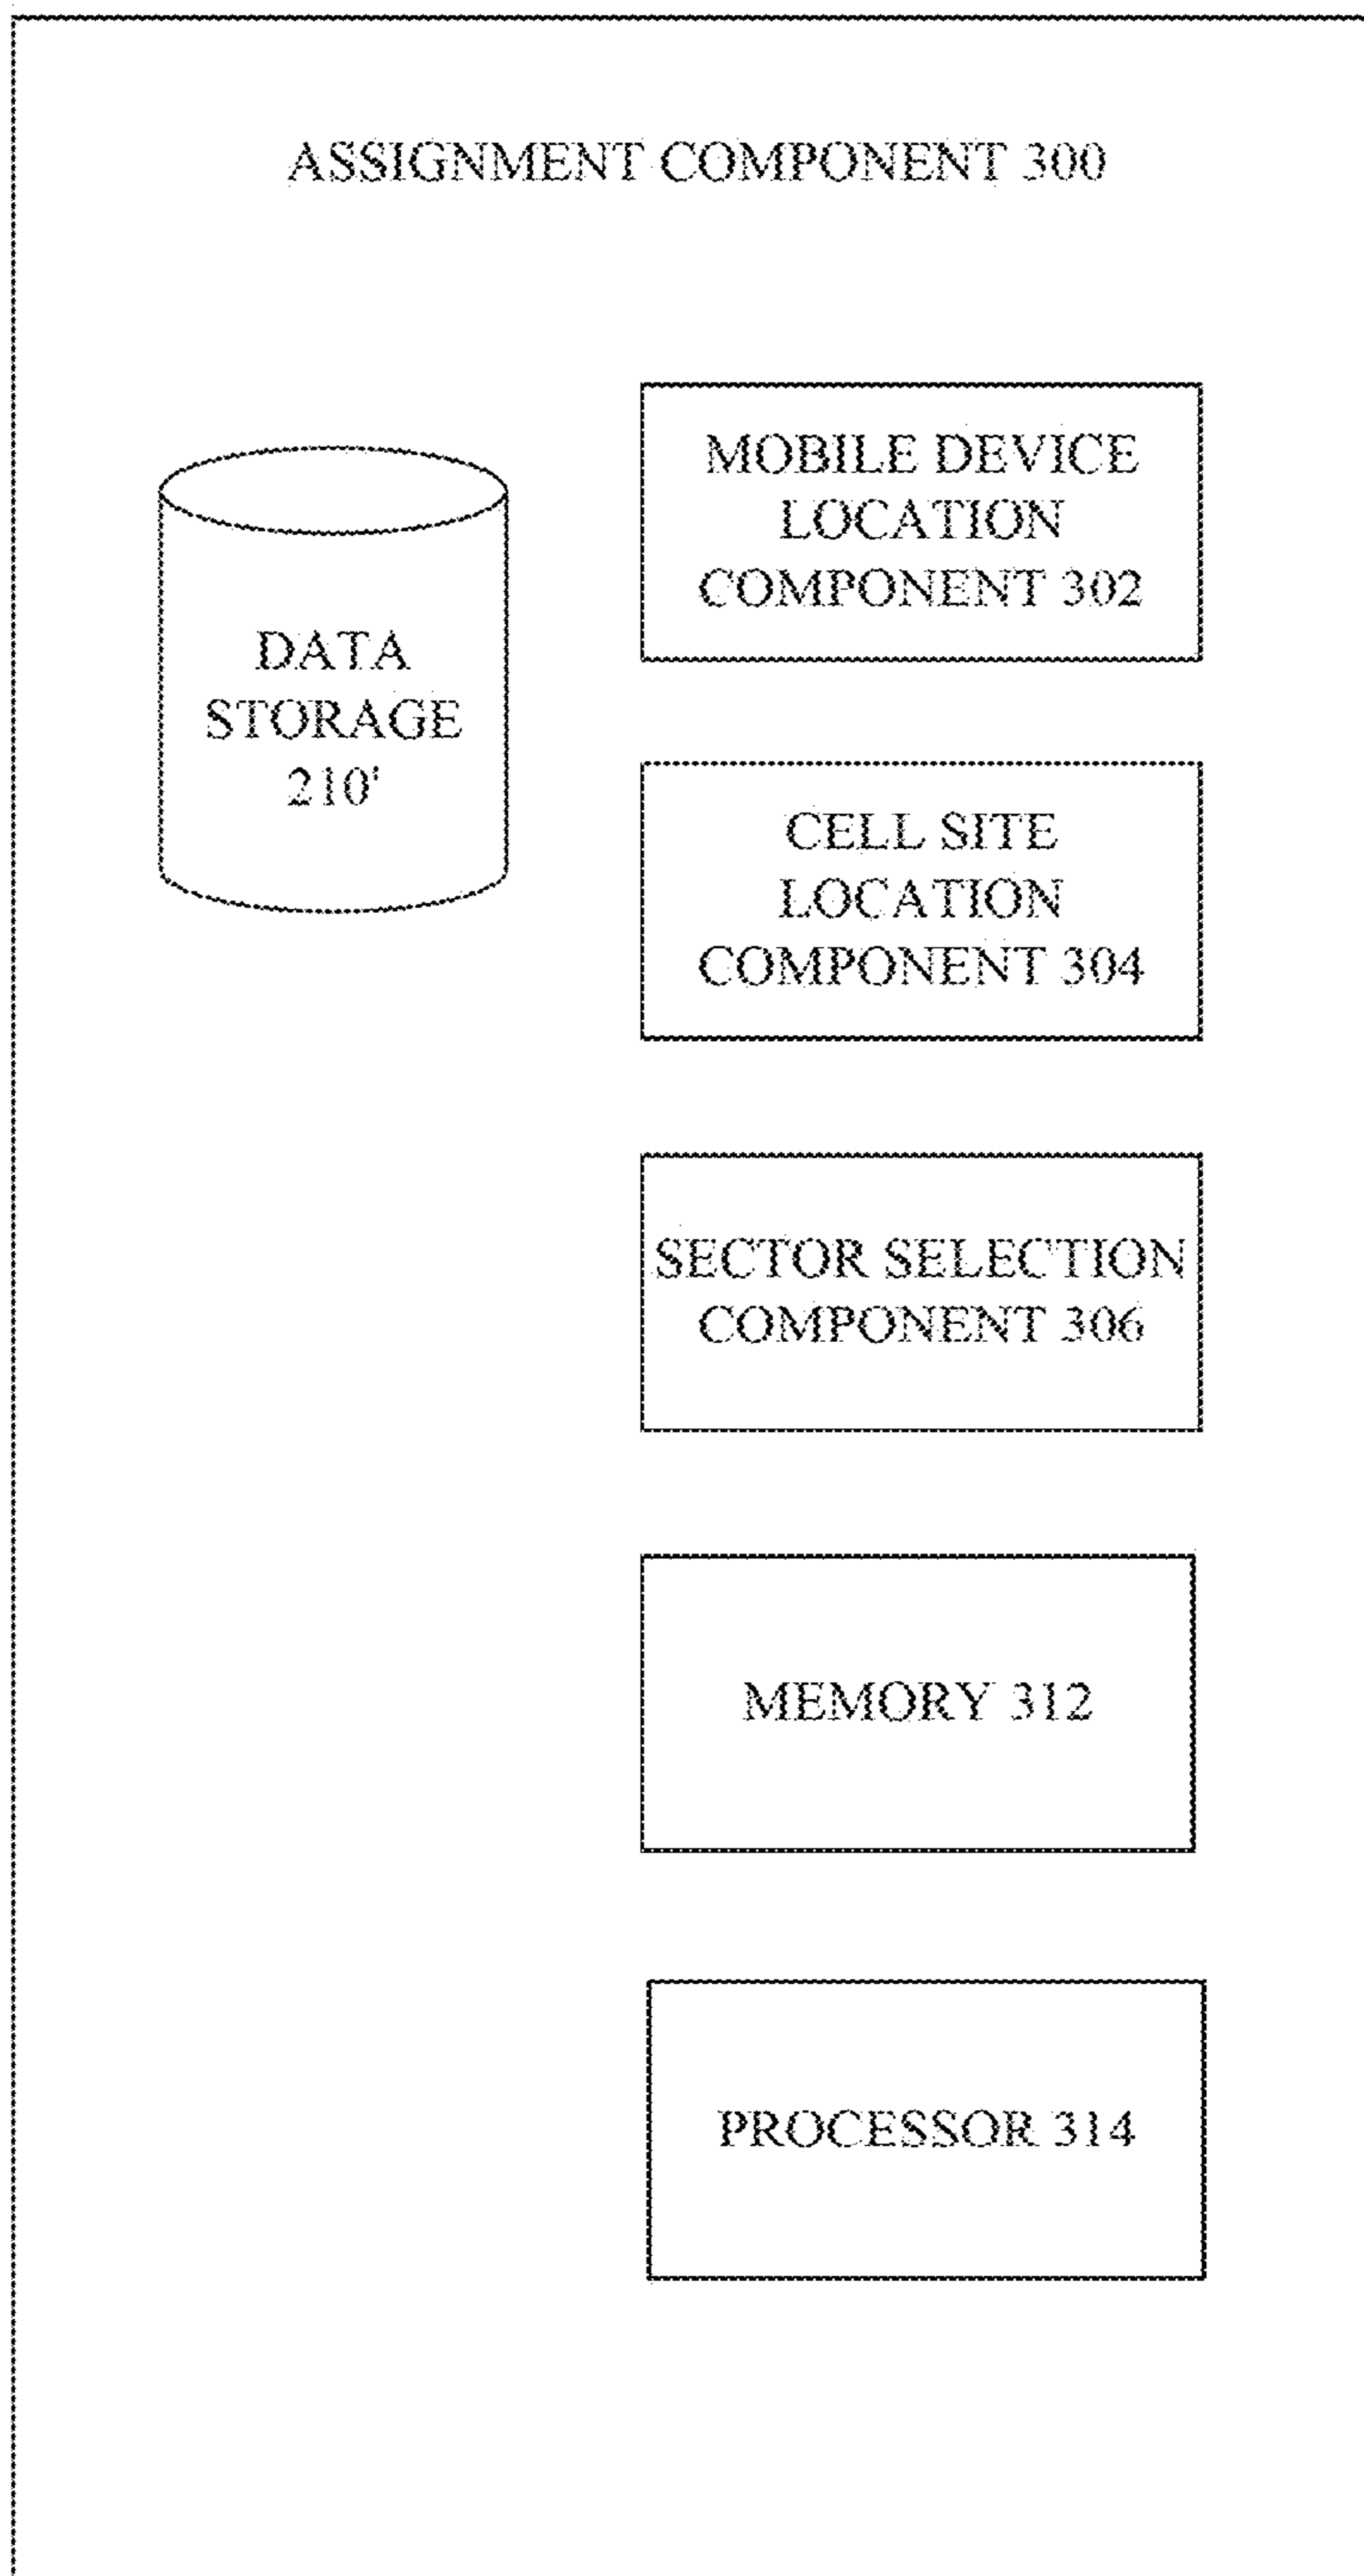 ASSIGNMENT COMPONENT 300
MOBILE DEVICE
LOCATION
COMPONENT 302
DATA
STORAGE
210'
CELL SITE
LOCATION
COMPONENT 304
SECTOR SELECTION
COMPONENT 306
MEMORY 312
PROCESSOR 314